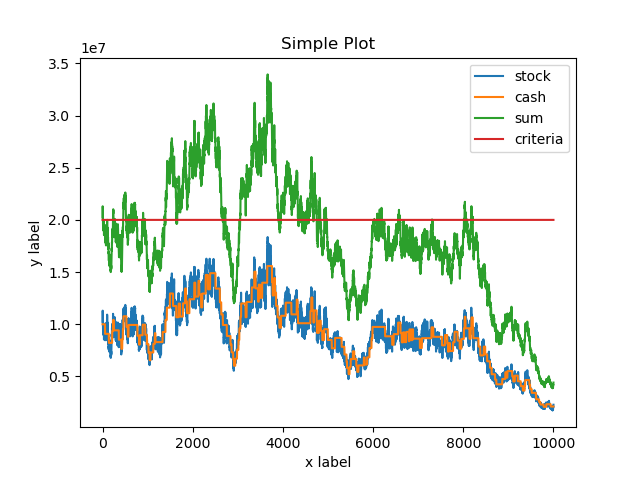 Simple Plot
1e7
3.5
3.0
2.5
2.0
1.5
1.0
0.5
y label
stock
cash
sum
criteria
0
2000
4000
6000
8000
10000
x label